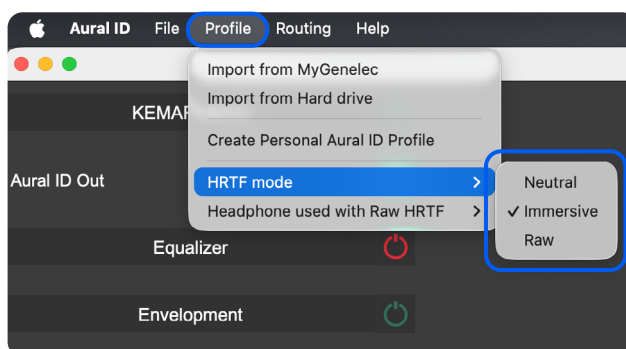 Aural ID File Profile Routing Help
Import from MyGenelec
Import from Hard drive
KEMAR
Create Personal Aural ID Profile
Aural ID Out
HRTF mode
Neutral
Headphone used with Raw HRTF
Immersive
Raw
Equalizer
Envelopment